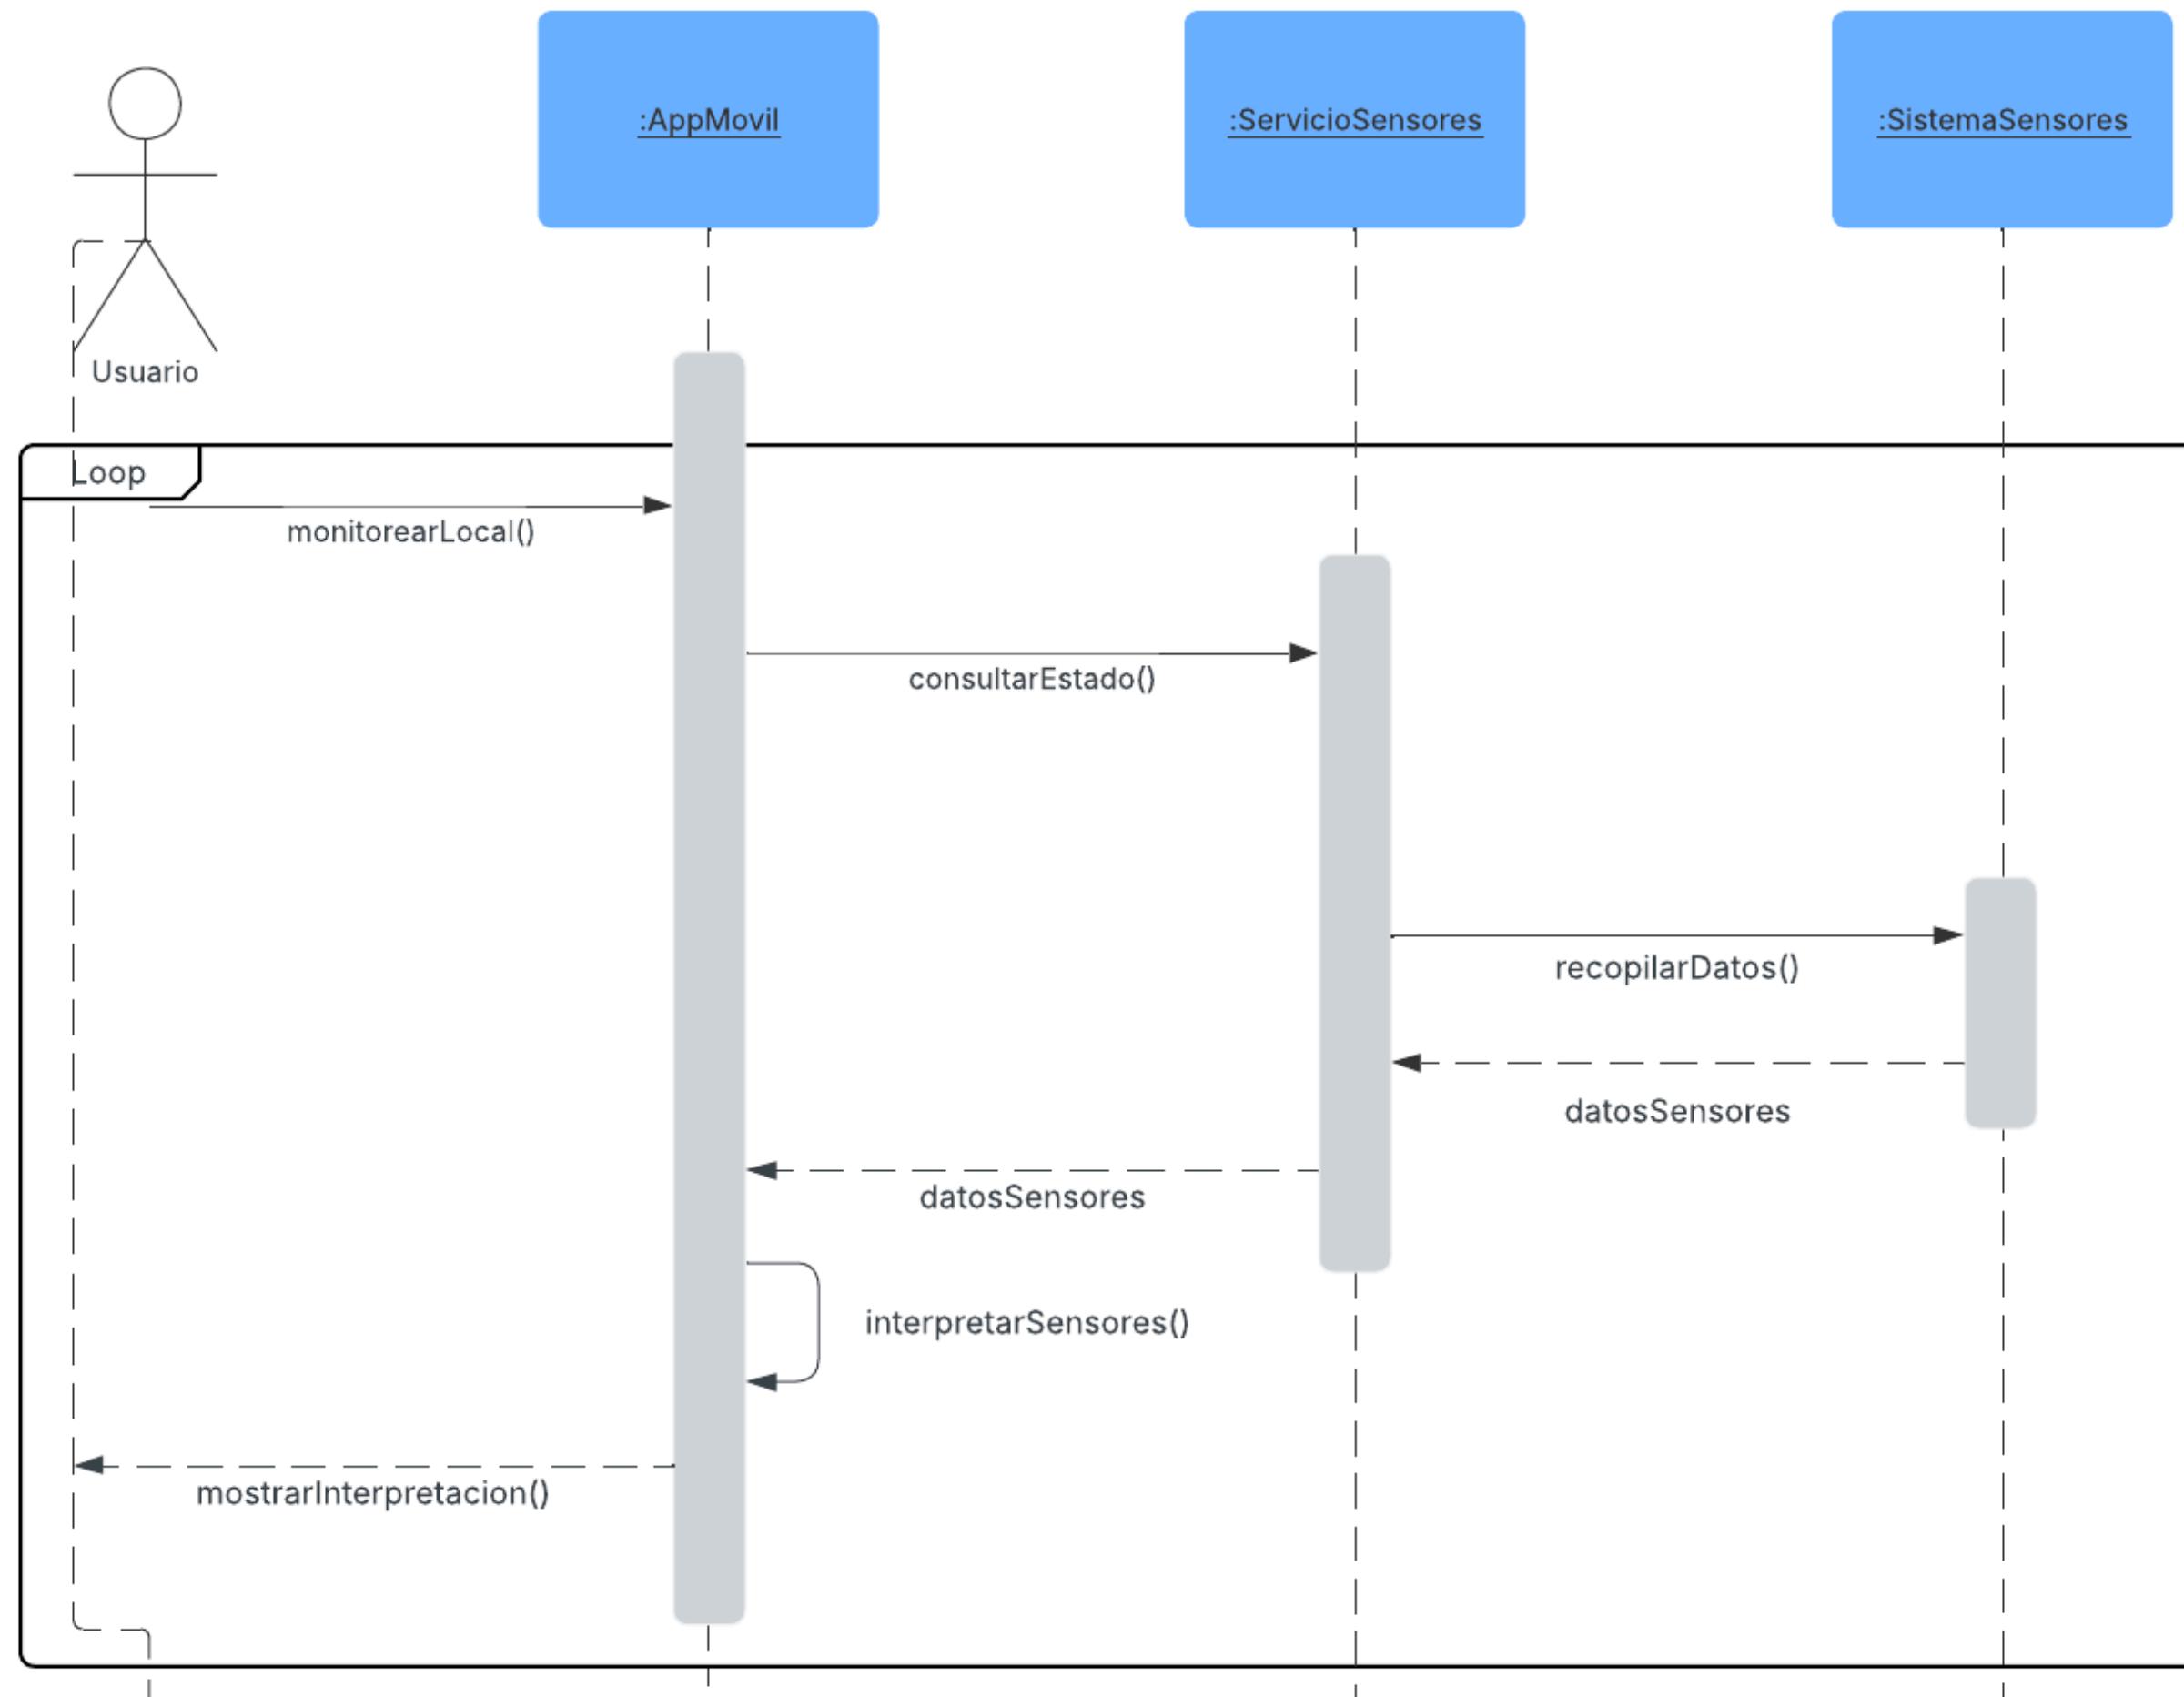 :AppMovil
:ServicioSensores
:SistemaSensores
Usuario
Loop
monitorearLocal()
consultarEstado()
recopilarDatos()
datosSensores
datosSensores
interpretarSensores()
mostrarInterpretacion()